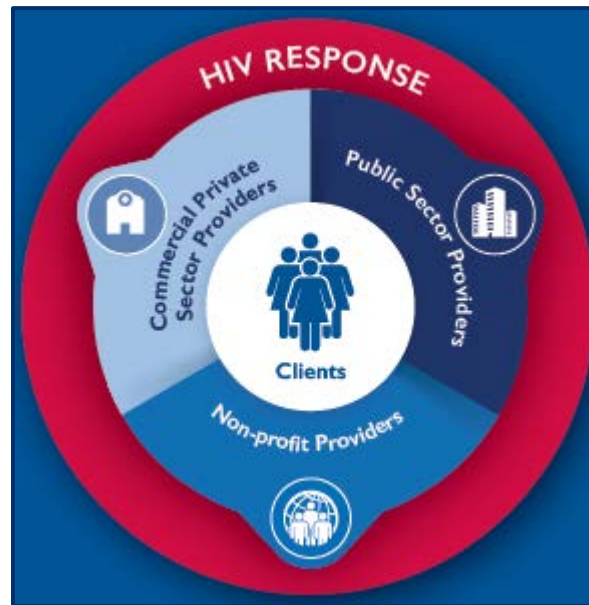 HIV RESPONSE
Commercial Private
Sector Providers
Public Sector
Providers
Clients
Non-profit Providers